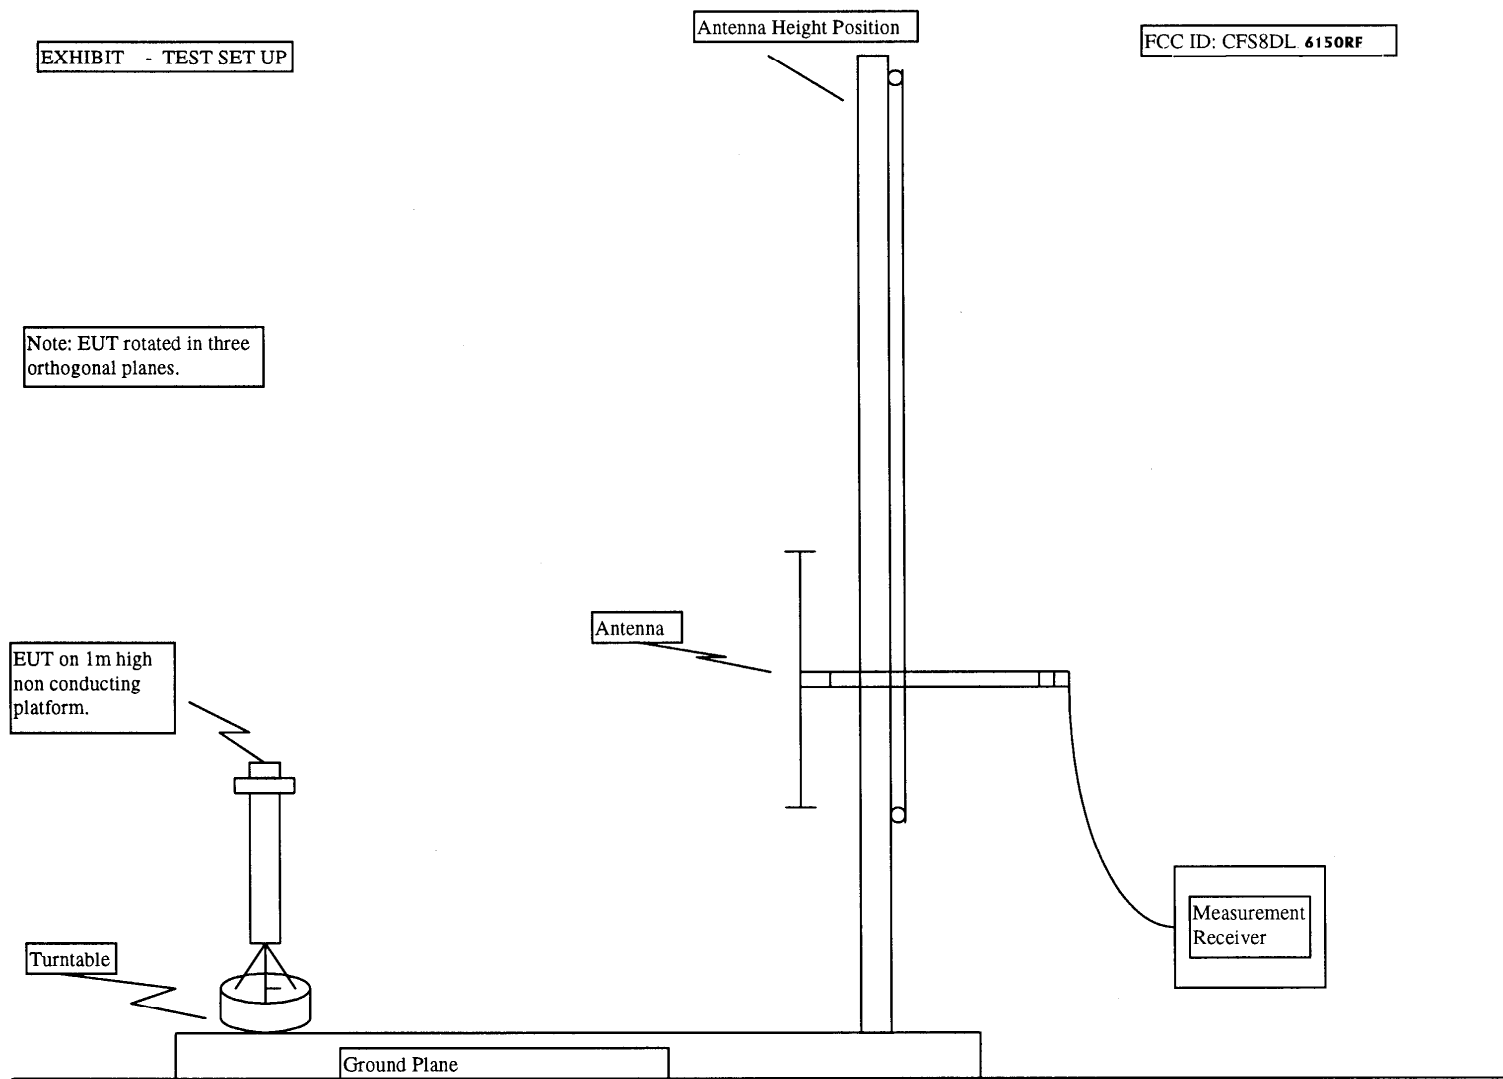 Antenna Height Position
FCC ID: CFS8DL 6150RF
EXHIBIT - TEST SET UP
Note: EUT rotated in three
orthogonal planes.
Antenna
EUT on 1m high
non conducting
platform.
Measurement
Receiver
Turntable
Ground Plane